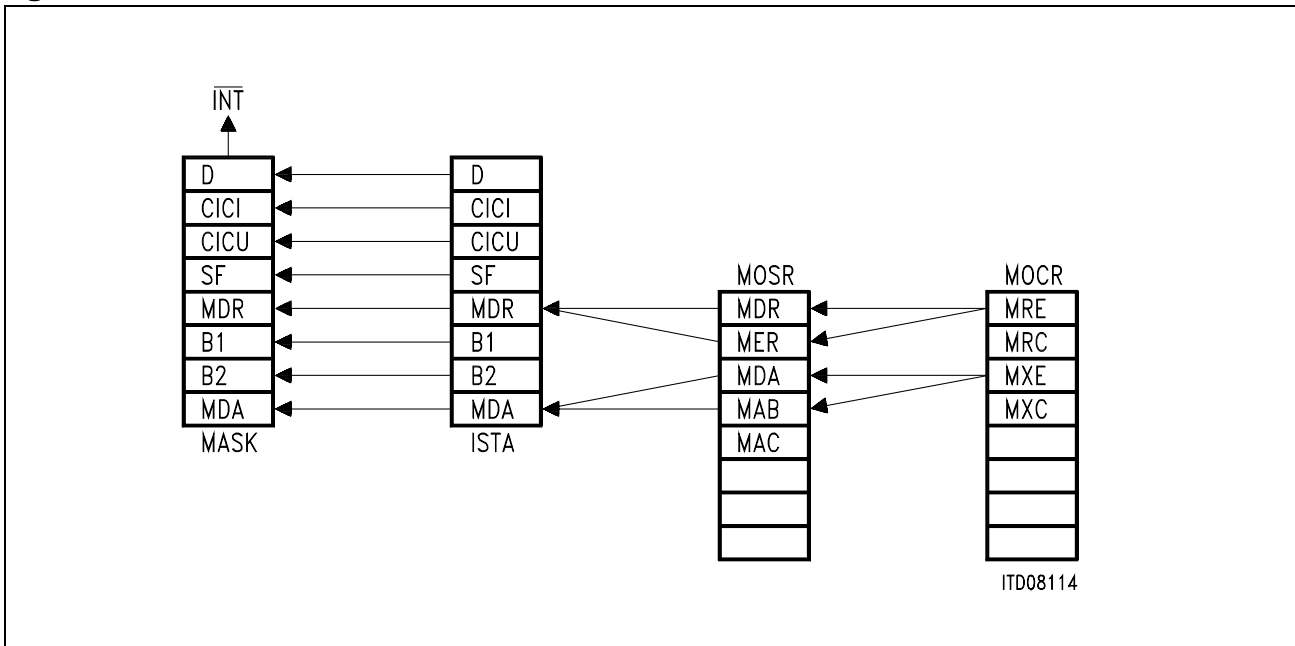 INT
D
CICI
CICU
SF
MDR
B1
B2
MDA
MASK
D
CICI
CICU
SF
MDR
B1
B2
MDA
ISTA
MOSR
MDR
MER
MDA
MAB
MAC
MOCR
MRE
MRC
MXE
MXC
ITD08114